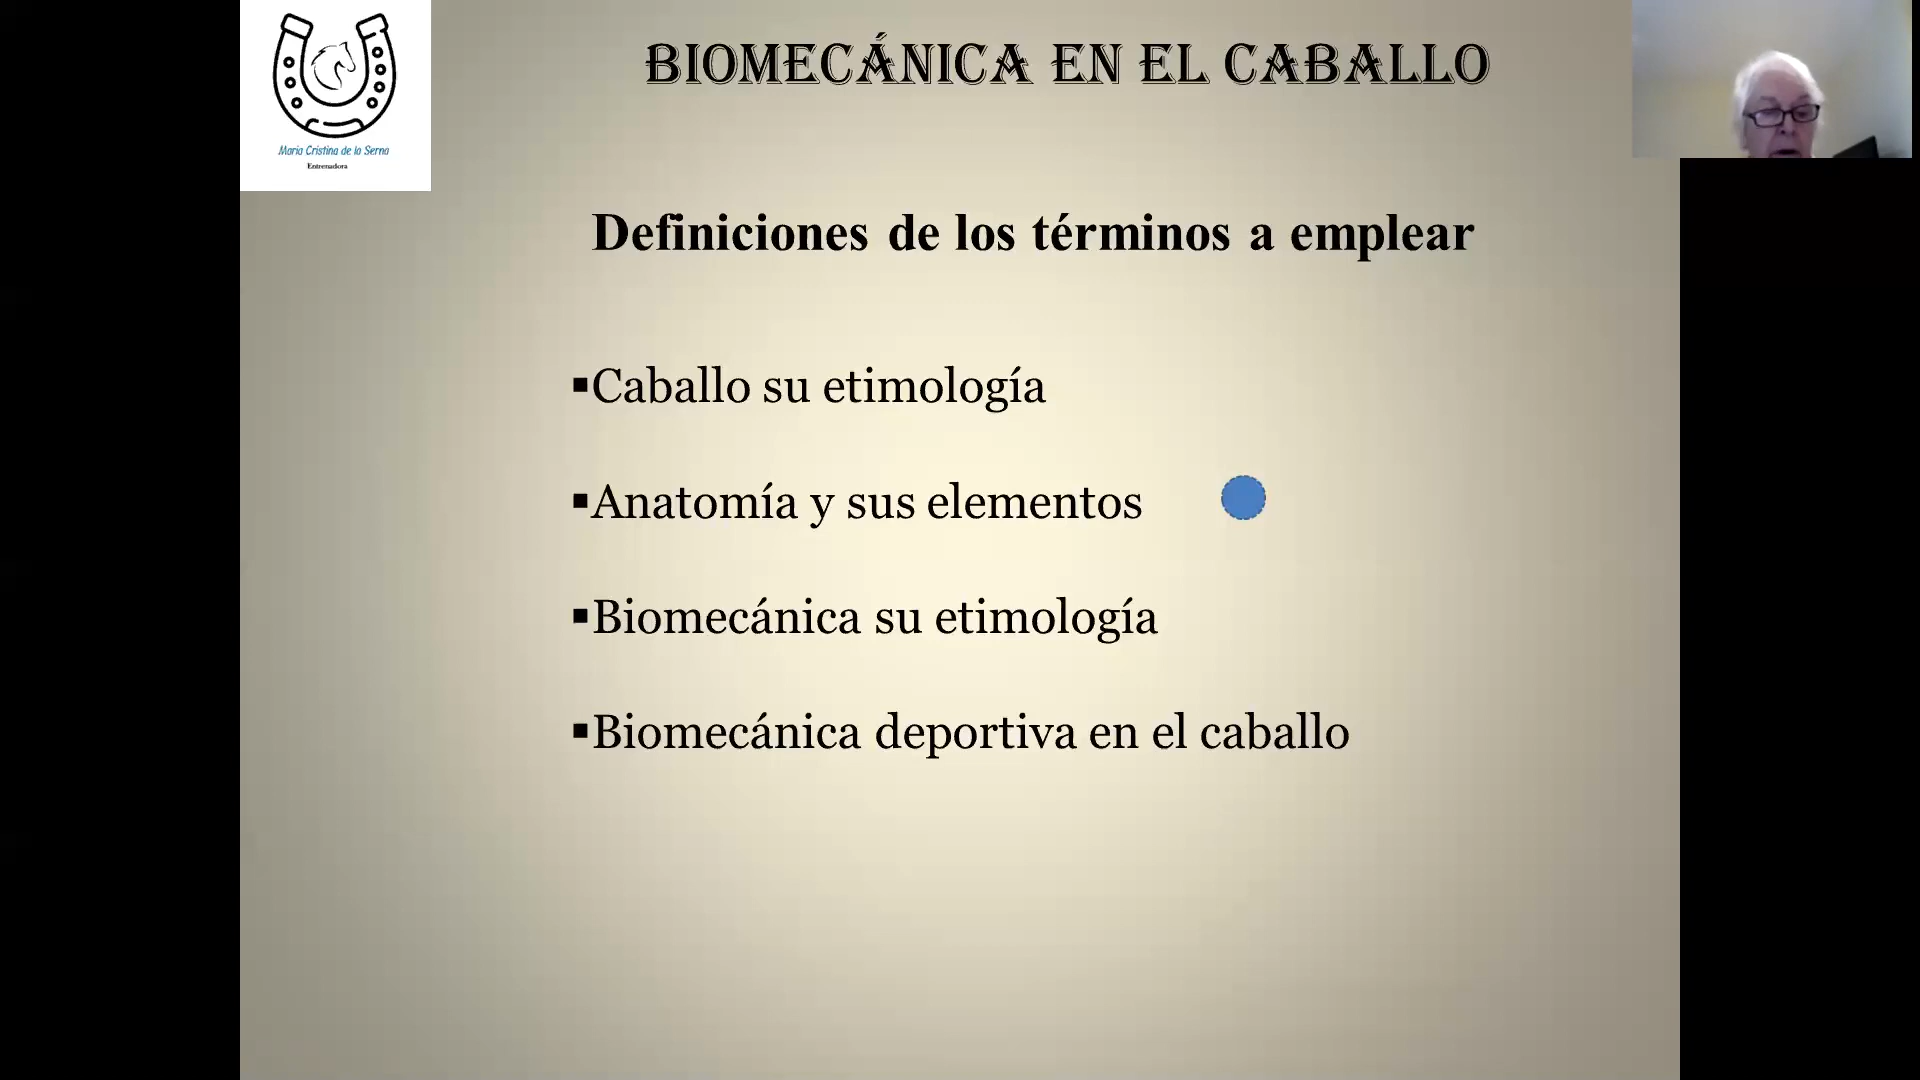 Maria Cristina de la Serna
Entrenadora
BIOMECÁNICA EN EL CABALLO
Definiciones de los términos a emplear
▪Caballo su etimología
▪Anatomía y sus elementos
▪Biomecánica su etimología
▪Biomecánica deportiva en el caballo